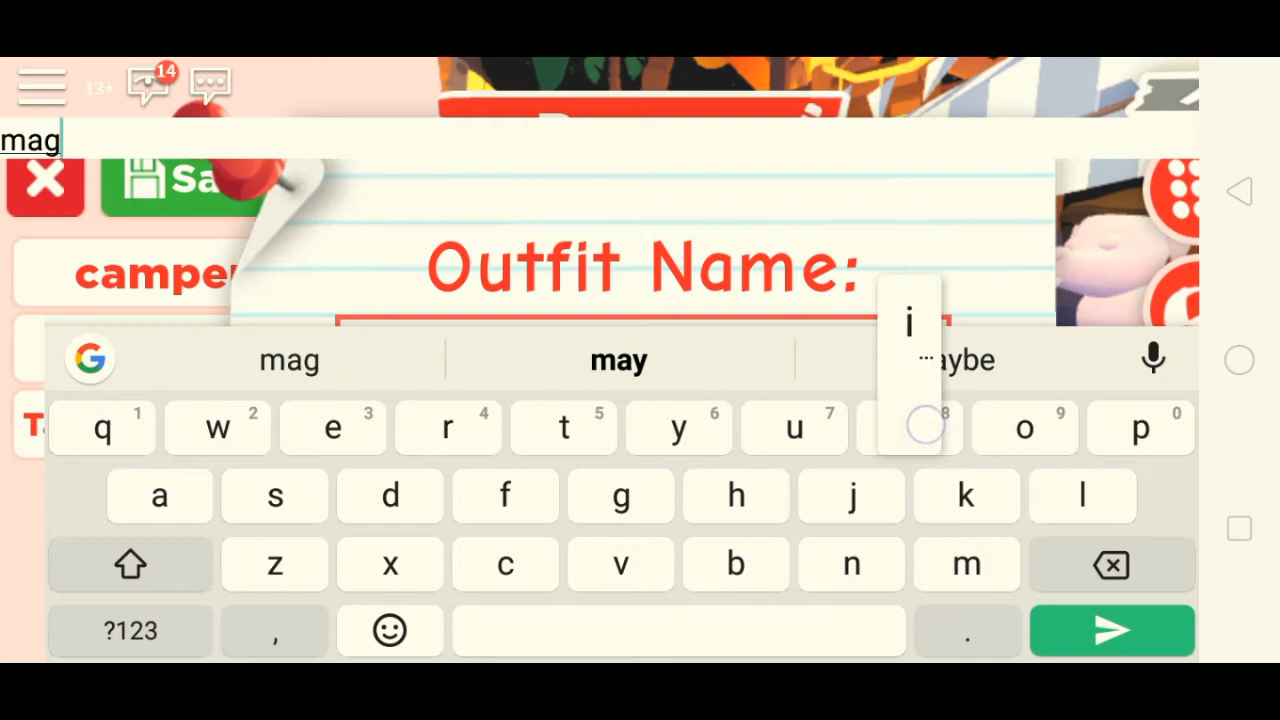 13+ 14
mag
Sa
campe
Outfit Name:
i
...
mag may aybe
q 1 w 2 e 3 r 4 t 5 y 6 u 7 8 o 9 p 0
a s d f g h j k l
z x c v b n m
?123 , .